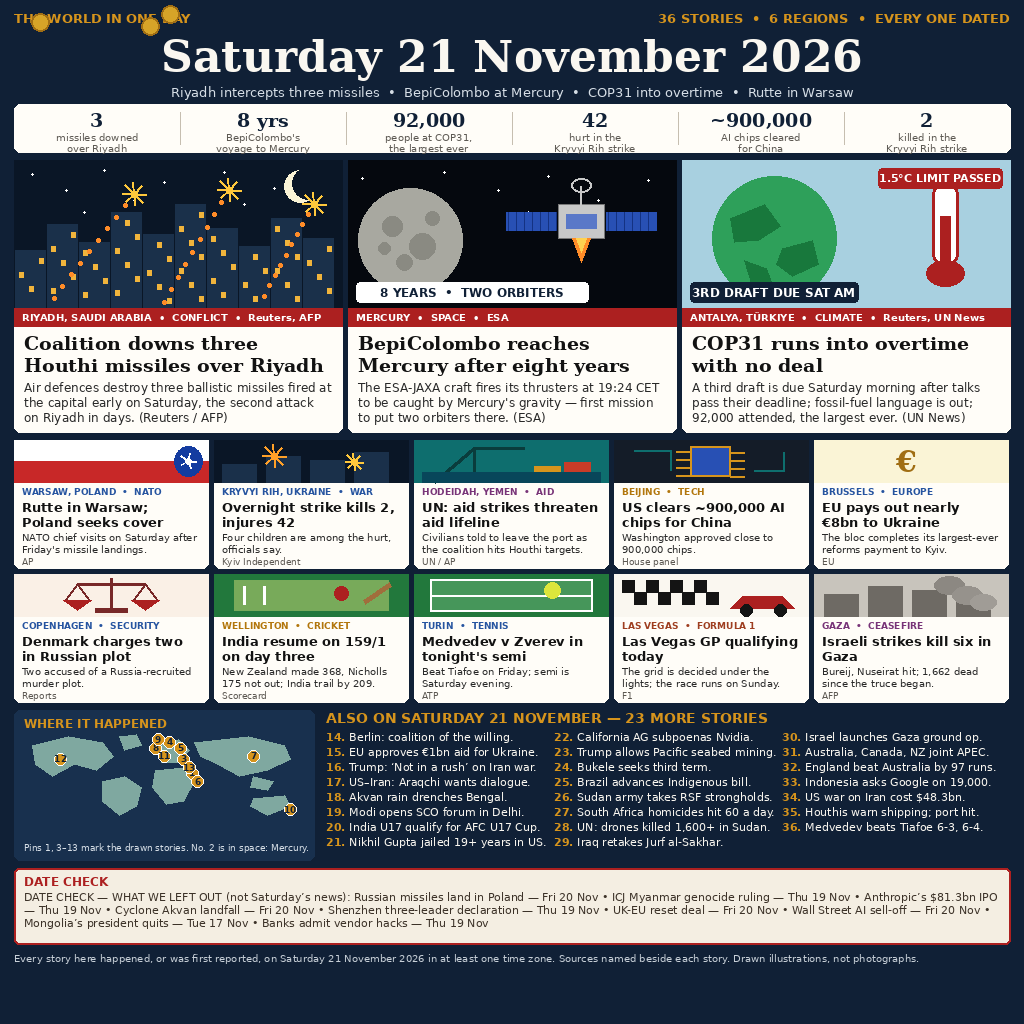 THE WORLD IN ONE DAY
36 STORIES • 6 REGIONS • EVERY ONE DATED
Saturday 21 November 2026
Riyadh intercepts three missiles • BepiColombo at Mercury • COP31 into overtime • Rutte in Warsaw
3
missiles downed
over Riyadh
8 yrs
BepiColombo's
voyage to Mercury
92,000
people at COP31,
the largest ever
42
hurt in the
Kryvyi Rih strike
~900,000
AI chips cleared
for China
2
killed in the
Kryvyi Rih strike
RIYADH, SAUDI ARABIA • CONFLICT • Reuters, AFP
Coalition downs three
Houthi missiles over Riyadh
Air defences destroy three ballistic missiles fired at
the capital early on Saturday, the second attack
on Riyadh in days. (Reuters / AFP)
8 YEARS • TWO ORBITERS
MERCURY • SPACE • ESA
BepiColombo reaches
Mercury after eight years
The ESA-JAXA craft fires its thrusters at 19:24 CET
to be caught by Mercury's gravity — first mission
to put two orbiters there. (ESA)
1.5°C LIMIT PASSED
3RD DRAFT DUE SAT AM
ANTALYA, TÜRKIYE • CLIMATE • Reuters, UN News
COP31 runs into overtime
with no deal
A third draft is due Saturday morning after talks
pass their deadline; fossil-fuel language is out;
92,000 attended, the largest ever. (UN News)
WARSAW, POLAND • NATO
Rutte in Warsaw;
Poland seeks cover
NATO chief visits on Saturday after
Friday's missile landings.
AP
KRYVYI RIH, UKRAINE • WAR
Overnight strike kills 2,
injures 42
Four children are among the hurt,
officials say.
Kyiv Independent
HODEIDAH, YEMEN • AID
UN: aid strikes threaten
aid lifeline
Civilians told to leave the port as
the coalition hits Houthi targets.
UN / AP
BEIJING • TECH
US clears ~900,000 AI
chips for China
Washington approved close to
900,000 chips.
House panel
€
BRUSSELS • EUROPE
EU pays out nearly
€8bn to Ukraine
The bloc completes its largest-ever
reforms payment to Kyiv.
EU
COPENHAGEN • SECURITY
Denmark charges two
in Russian plot
Two accused of a Russia-recruited
murder plot.
Reports
WELLINGTON • CRICKET
India resume on 159/1
on day three
New Zealand made 368, Nicholls
175 not out; India trail by 209.
Scorecard
TURIN • TENNIS
Medvedev v Zverev in
tonight's semi
Beat Tiafoe on Friday; semi is
Saturday evening.
ATP
LAS VEGAS • FORMULA 1
Las Vegas GP qualifying
today
The grid is decided under the
lights; the race runs on Sunday.
F1
GAZA • CEASEFIRE
Israeli strikes kill six in
Gaza
Bureij, Nuseirat hit; 1,662 dead
since the truce began.
AFP
WHERE IT HAPPENED
12
9
4
5
11
3
13
6
7
10
Pins 1, 3–13 mark the drawn stories. No. 2 is in space: Mercury.
ALSO ON SATURDAY 21 NOVEMBER — 23 MORE STORIES
14. Berlin: coalition of the willing.
15. EU approves €1bn aid for Ukraine.
16. Trump: 'Not in a rush' on Iran war.
17. US–Iran: Araqchi wants dialogue.
18. Akvan rain drenches Bengal.
19. Modi opens SCO forum in Delhi.
20. India U17 qualify for AFC U17 Cup.
21. Nikhil Gupta jailed 19+ years in US.
22. California AG subpoenas Nvidia.
23. Trump allows Pacific seabed mining.
24. Bukele seeks third term.
25. Brazil advances Indigenous bill.
26. Sudan army takes RSF strongholds.
27. South Africa homicides hit 60 a day.
28. UN: drones killed 1,600+ in Sudan.
29. Iraq retakes Jurf al-Sakhar.
30. Israel launches Gaza ground op.
31. Australia, Canada, NZ joint APEC.
32. England beat Australia by 97 runs.
33. Indonesia asks Google on 19,000.
34. US war on Iran cost $48.3bn.
35. Houthis warn shipping; port hit.
36. Medvedev beats Tiafoe 6-3, 6-4.
DATE CHECK
DATE CHECK — WHAT WE LEFT OUT (not Saturday's news): Russian missiles land in Poland — Fri 20 Nov • ICJ Myanmar genocide ruling — Thu 19 Nov • Anthropic's $81.3bn IPO
— Thu 19 Nov • Cyclone Akvan landfall — Fri 20 Nov • Shenzhen three-leader declaration — Thu 19 Nov • UK-EU reset deal — Fri 20 Nov • Wall Street AI sell-off — Fri 20 Nov •
Mongolia's president quits — Tue 17 Nov • Banks admit vendor hacks — Thu 19 Nov
Every story here happened, or was first reported, on Saturday 21 November 2026 in at least one time zone. Sources named beside each story. Drawn illustrations, not photographs.